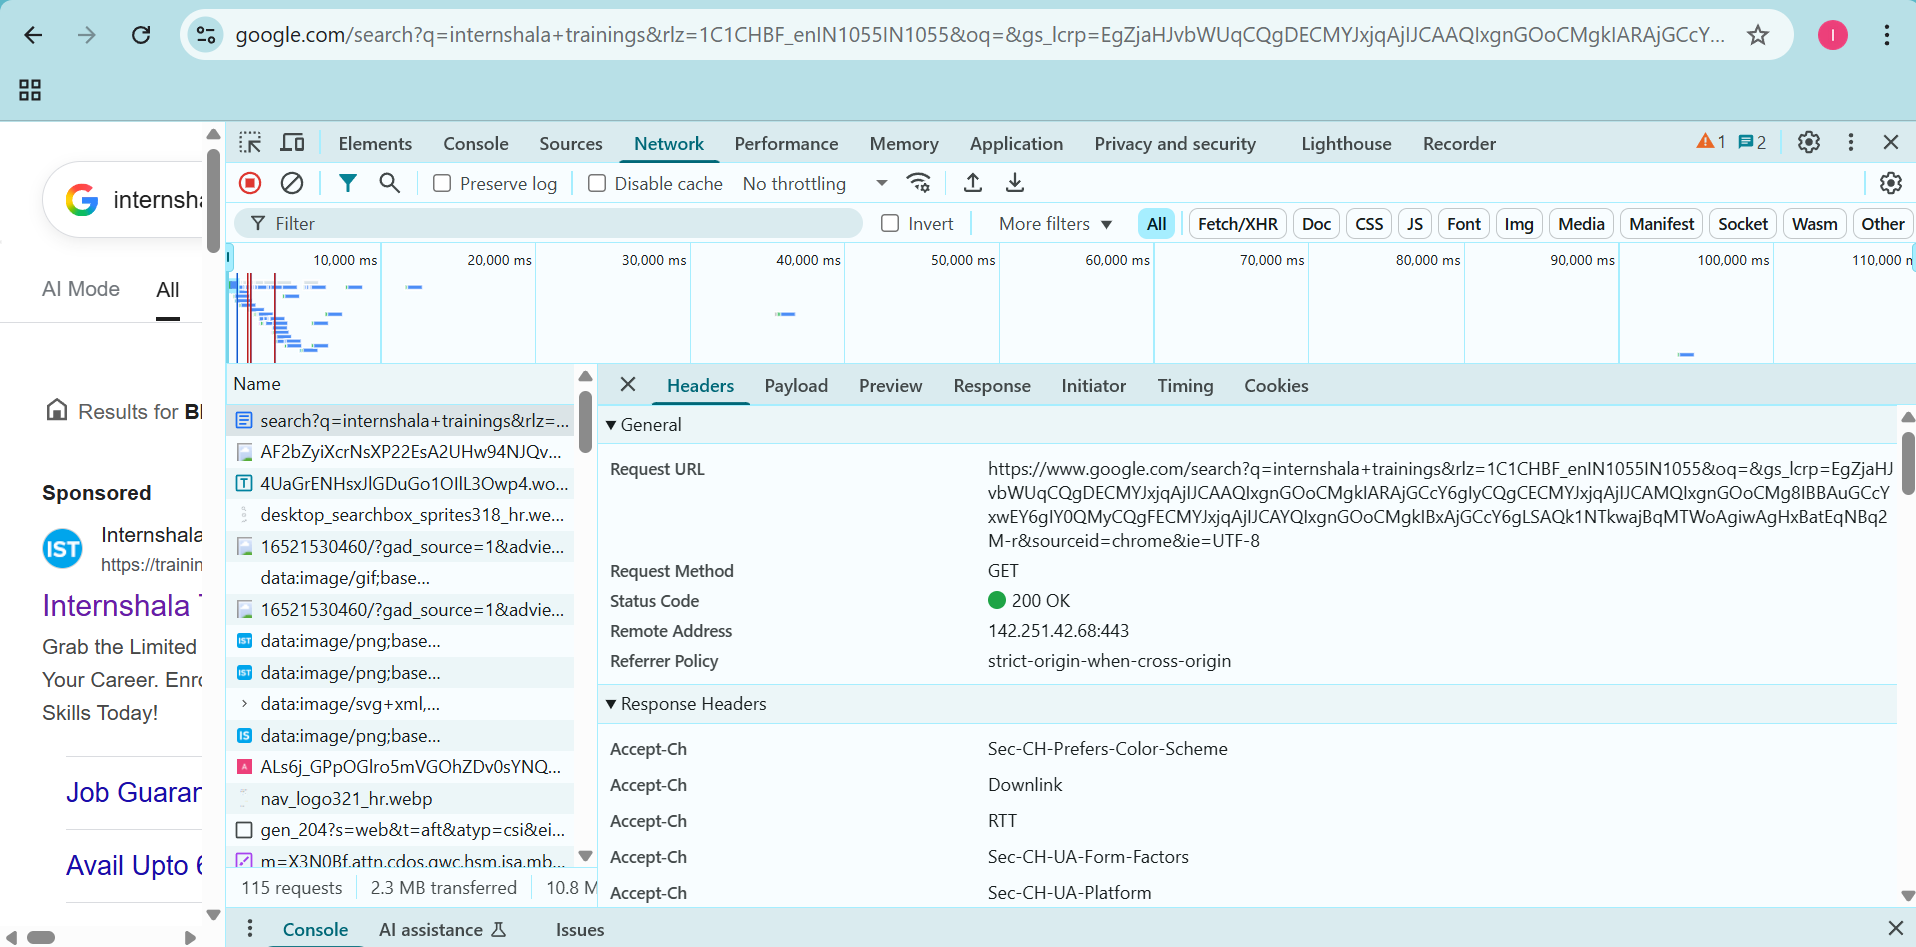 google.com/search?q=internshala+trainings&rlz=1C1CHBF_enIN1055IN1055&oq=&gs_lcrp=EgZjaHJvbWUqCQgDECMYJxjqAjIJCAAQIxgnGOoCMgkIARAjGCcY...
I
Elements Console Sources Network Performance Memory Application Privacy and security Lighthouse Recorder 1 2
Preserve log Disable cache No throttling
Filter Invert More filters All Fetch/XHR Doc CSS JS Font Img Media Manifest Socket Wasm Other
10,000 ms 20,000 ms 30,000 ms 40,000 ms 50,000 ms 60,000 ms 70,000 ms 80,000 ms 90,000 ms 100,000 ms 110,000 m
internsha
AI Mode All
Results for
Sponsored
IST
Internshala
https://trainin
Internshala
Grab the Limited
Your Career. Enro
Skills Today!
Job Guarar
Avail Upto 6
Name
search?q=internshala+trainings&rlz=...
AF2bZyiXcrNsXP22EsA2UHw94NJQv...
4UaGrENHsxJlGDuGo1OIlL3Owp4.wo...
desktop_searchbox_sprites318_hr.we...
16521530460/?gad_source=1&advie...
data:image/gif;base...
16521530460/?gad_source=1&advie...
IST data:image/png;base...
IST data:image/png;base...
data:image/svg+xml,...
IS data:image/png;base...
A ALs6j_GPpOGlro5mVGOhZDv0sYNQ...
nav_logo321_hr.webp
gen_204?s=web&t=aft&atyp=csi&ei...
m=X3N0Bf,attn,cdos,gwc,hsm,jsa,mb...
115 requests 2.3 MB transferred 10.8 M
Headers Payload Preview Response Initiator Timing Cookies
General
Request URL
https://www.google.com/search?q=internshala+trainings&rlz=1C1CHBF_enIN1055IN1055&oq=&gs_lcrp=EgZjaHJ
vbWUqCQgDECMYJxjqAjIJCAAQIxgnGOoCMgkIARAjGCcY6gIyCQgCECMYJxjqAjIJCAMQIxgnGOoCMg8IBBAuGCcY
xwEY6gIY0QMyCQgFECMYJxjqAjIJCAYQIxgnGOoCMgkIBxAjGCcY6gLSAQk1NTkwajBqMTWoAgiwAgHxBatEqNBq2
M-r&sourceid=chrome&ie=UTF-8
Request Method GET
Status Code 200 OK
Remote Address 142.251.42.68:443
Referrer Policy strict-origin-when-cross-origin
Response Headers
Accept-Ch Sec-CH-Prefers-Color-Scheme
Accept-Ch Downlink
Accept-Ch RTT
Accept-Ch Sec-CH-UA-Form-Factors
Accept-Ch Sec-CH-UA-Platform
Console AI assistance Issues